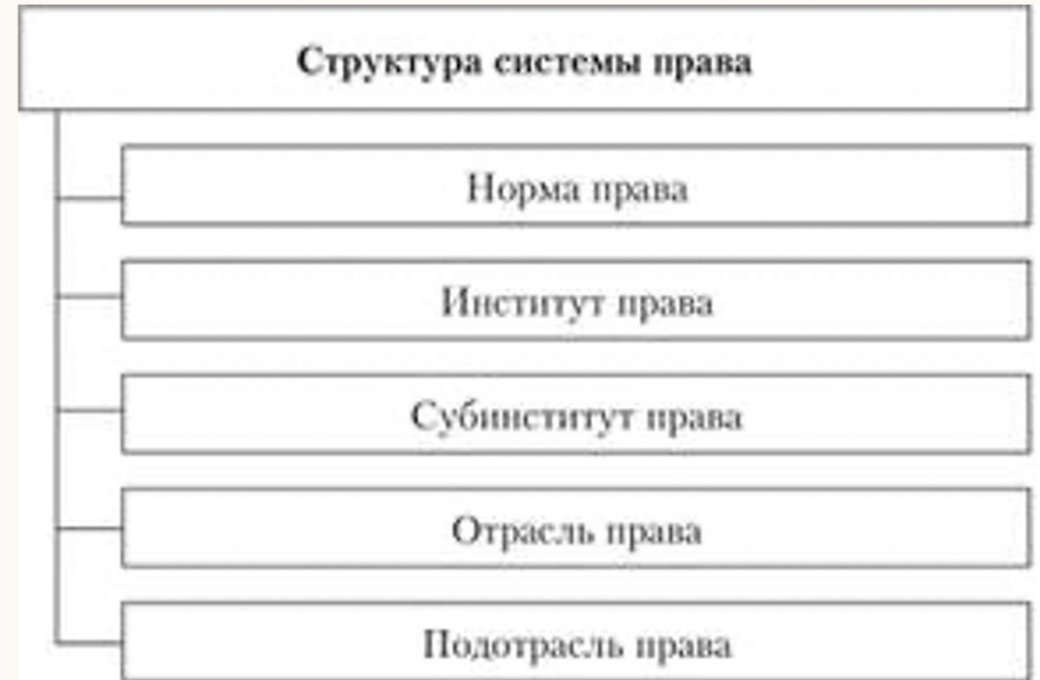 Структура системы права
Норма права
Институт права
Субинститут права
Отрасль права
Подотрасль права